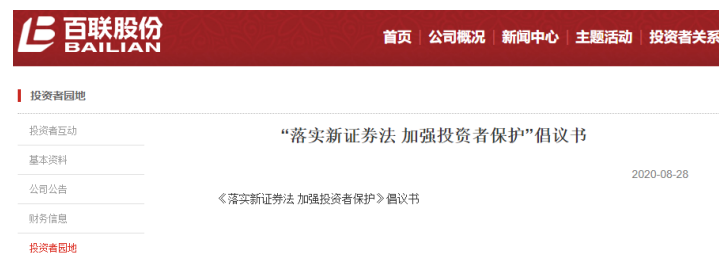 百联股份
BAILIAN
首页 公司概况 新闻中心 主题活动 投资者关系
投资者园地
投资者互动
基本资料
公司公告
财务信息
投资者园地
“落实新证券法 加强投资者保护”倡议书
2020-08-28
《落实新证券法 加强投资者保护》倡议书